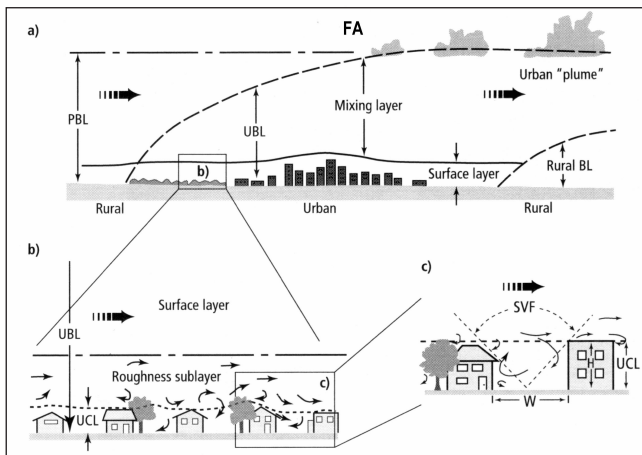 a)
FA
Urban "plume"
PBL
UBL
Mixing layer
Rural BL
b)
Surface layer
Rural
Urban
Rural
b)
Surface layer
UBL
Roughness sublayer
c)
UCL
c)
SVF
H
UCL
W